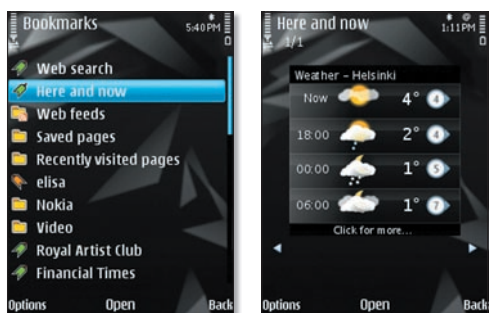 Bookmarks
5:40 PM
Web search
Here and now
Web feeds
Saved pages
Recently visited pages
elisa
Nokia
Video
Royal Artist Club
Financial Times
Options Open Back
Here and now
1:11 PM
1/1
Weather – Helsinki
Now 4° 4
18:00 2° 4
00:00 1° 5
06:00 1° 7
Click for more...
Options Open Back